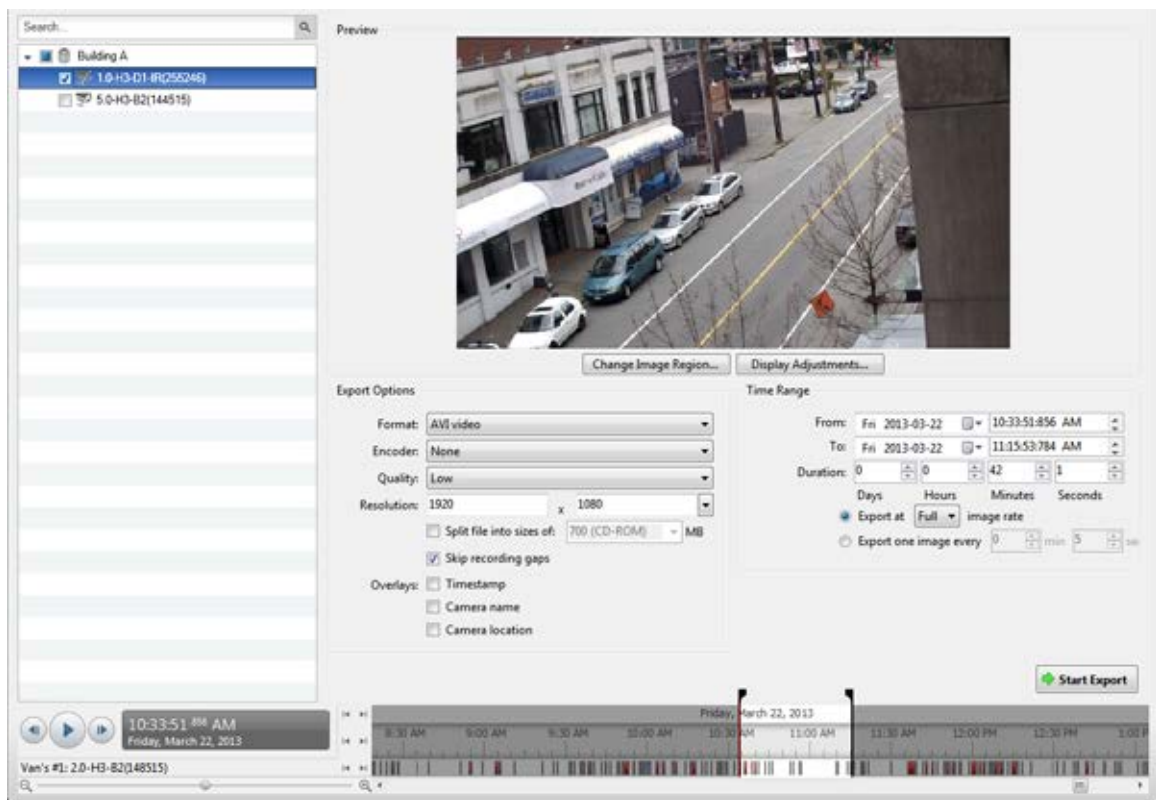 Search...
Building A
1.0-H3-D1-IR(255246)
5.0-H3-B2(144515)
Preview
Change Image Region...
Display Adjustments...
Export Options
Format: AVI video
Encoder: None
Quality: Low
Resolution: 1920 x 1080
Split file into sizes of: 700 (CD-ROM) MB
Skip recording gaps
Overlays: Timestamp
Camera name
Camera location
Time Range
From: Fri 2013-03-22 10:33:51:856 AM
To: Fri 2013-03-22 11:15:53:784 AM
Duration: 0 0 42 1
Days Hours Minutes Seconds
Export at Full image rate
Export one image every 0 min 5
Start Export
10:33:51 .856 AM
Friday, March 22, 2013
Van's #1: 2.0-H3-B2(148515)
Friday, March 22, 2013
8:30 AM 9:00 AM 9:30 AM 10:00 AM 10:30 AM 11:00 AM 11:30 AM 12:00 PM 12:30 PM 1:00 P